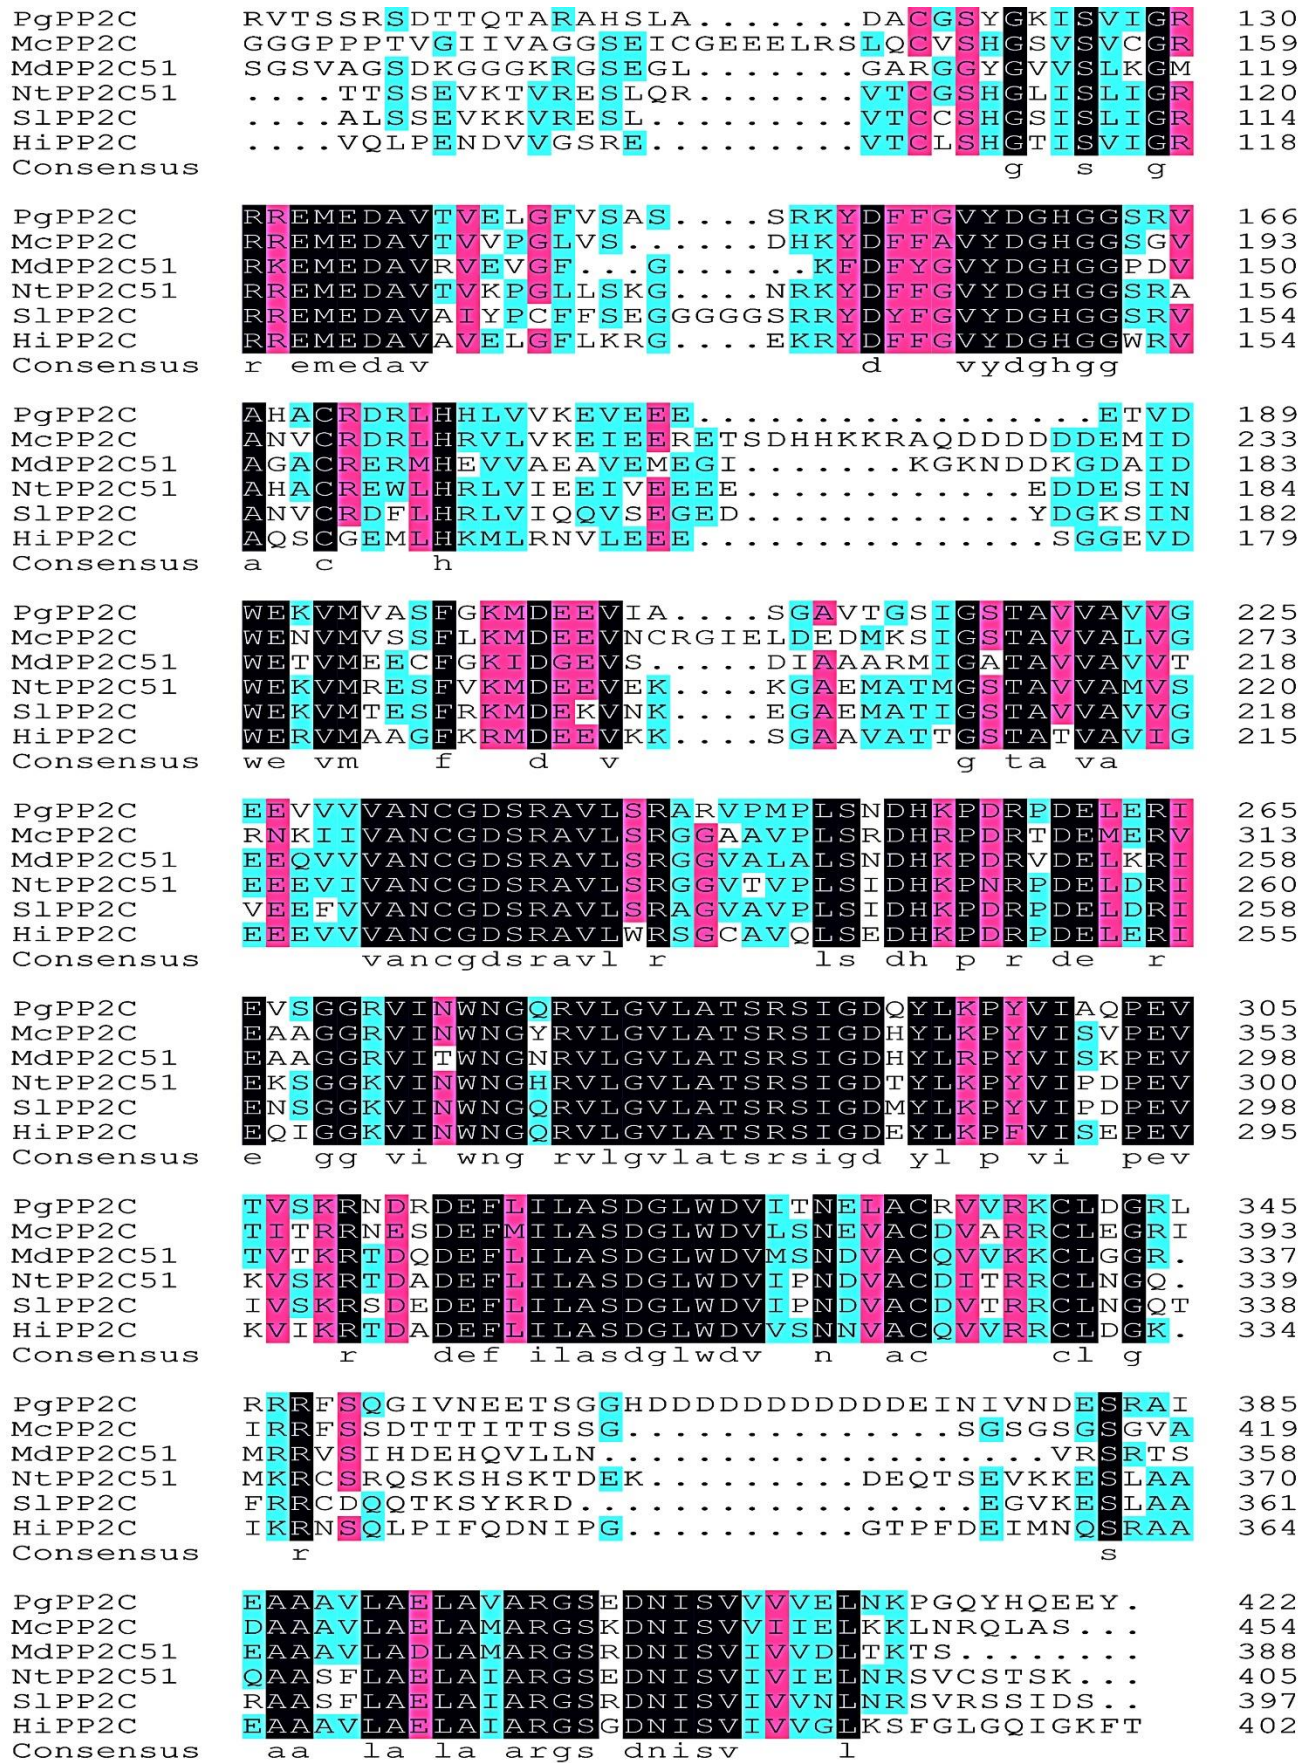 PgPP2C RVTSSRSDTTQTARAHSLA.......DACGSYGKISVIGR 130
McPP2C GGGPPPTVGIIVAGGSEICGEEELRSLQCVSHGSVSVCGR 159
MdPP2C51 SGSVAGSDKGGGKRGSEGL.......GARGGYGVVSLKGM 119
NtPP2C51 ....TTSSEVKTVRESLQR.......VTCGSHGLISLIGR 120
SlPP2C ....ALSSEVKKVRESL.........VTCCSHGSISLIGR 114
HiPP2C ....VQLPENDVVGSRE.........VTCLSHGTISVIGR 118
Consensus g s g
PgPP2C RREMEDAVTVELGFVSAS....SRKYDFFGVYDGHGGSRV 166
McPP2C RREMEDAVTVVPGLVS......DHKYDFFAVYDGHGGSGV 193
MdPP2C51 RKEMEDAVRVEVGF...G......KFDFYGVYDGHGGPDV 150
NtPP2C51 RREMEDAVTVKPGLLSKG....NRKYDFFGVYDGHGGSRA 156
SlPP2C RREMEDAVAIYPCFFSEGGGGGSRRYDYFGVYDGHGGSRV 154
HiPP2C RREMEDAVAVELGFLKRG....EKRYDFFGVYDGHGGWRV 154
Consensus r emedav d vydghgg
PgPP2C AHACRDRLHHLVVKEVEEE................ETVD 189
McPP2C ANVCRDRLHRVLVKEIEERETSDHHKKRAQDDDDDDDEMID 233
MdPP2C51 AGACRERMHEVVAEAVEMEGI.......KGKNDDKGDAID 183
NtPP2C51 AHACREWLHRLVIEEIVEEEE............EDDESIN 184
SlPP2C ANVCRDFLHRLVIQQVSEGED............YDGKSIN 182
HiPP2C AQSCGEMLHKMLRNVLEEE...............SGGEVD 179
Consensus a c h
PgPP2C WEKVMVASFGKMDEEVIA....SGAVTGSIGSTAVVAVVG 225
McPP2C WENVMVSSFLKMDEEVNCRGIELDEDMKSIGSTAVVALVG 273
MdPP2C51 WETVMEECFGKIDGEVS.....DIAAARMIGATAVVAVVT 218
NtPP2C51 WEKVMRESFVKMDEEVEK....KGAEMATMGSTAVVAMVS 220
SlPP2C WEKVMTESFRKMDEKVNK....EGAEMATIGSTAVVAVVG 218
HiPP2C WERVMAAGFKRMDEEVKK....SGAAVATTGSTATVAVIG 215
Consensus we vm f d v g ta va
PgPP2C EEVVVVANCGDSRAVLSRARVPMPLSNDHKPDRPDELERI 265
McPP2C RNKIIVANCGDSRAVLSRGGAAVPLSRDHRPDRTDEMERV 313
MdPP2C51 EEQVVVANCGDSRAVLSRGGVALALSNDHKPDRVDELKRI 258
NtPP2C51 EEEVIVANCGDSRAVLSRGGVTVPLSIDHKPNRPDELDRI 260
SlPP2C VEEFVVANCGDSRAVLSRAGVAVPLSIDHKPDRPDELDRI 258
HiPP2C EEEVVVANCGDSRAVLWRSGCAVQLSEDHKPDRPDELERI 255
Consensus vancgdsravl r ls dh p r de r
PgPP2C EVSGGRVINWNGQRVLGVLATSRSIGDQYLKPYVIAQPEV 305
McPP2C EAAGGRVINWNGYRVLGVLATSRSIGDHYLKPYVISVPEV 353
MdPP2C51 EAAGGRVITWNGNRVLGVLATSRSIGDHYLRPYVISKPEV 298
NtPP2C51 EKSGGKVINWNGHRVLGVLATSRSIGDTYLKPYVIPDPEV 300
SlPP2C ENSGGKVINWNGQRVLGVLATSRSIGDMYLKPYVIPDPEV 298
HiPP2C EQIGGKVINWNGQRVLGVLATSRSIGDEYLKPFVISEPEV 295
Consensus e gg vi wng rvlgvlatsrsigd yl p vi pev
PgPP2C TVSKRNDRDEFLILASDGLWDVITNELACRVVRKCLDGRL 345
McPP2C TITKRNESDEFMILASDGLWDVLSNEVACDVARRCLEGRI 393
MdPP2C51 TVTKRTDQDEFLILASDGLWDVMSNDVACQVVKKCLGGR. 337
NtPP2C51 KVSKRTDADEFLILASDGLWDVIPNDVACDITRRCLNGQ. 339
SlPP2C IVSKRSDEDEFLILASDGLWDVIPNDVACDVTRRCLNGQT 338
HiPP2C KVIKRTDADEFLILASDGLWDVVSNNVACQVVRRCLDGK. 334
Consensus r def ilasdglwdv n ac cl g
PgPP2C RRRFSQGIVNEETSGGHDDDDDDDDDDDEINIVNDESRAI 385
McPP2C IRRFSSDTTTITTSSG..............SGSGSGSGVA 419
MdPP2C51 MRRVSIHDEHQVLLN...................VRSRTS 358
NtPP2C51 MKRCSRQSKSHSKTDEK..........DEQTSEVKKESLAA 370
SlPP2C FRRCDQQTKSYKRD.................EGVKESLAA 361
HiPP2C IKRNSQLPIFQDNIPG..........GTPFDEIMNQSRAA 364
Consensus r s
PgPP2C EAAAVLAELAVARGSEDNISVVVVELNKPGQYHQEEY. 422
McPP2C DAAAVLAELAMARGSKDNISVVIIELKKLNRQLAS... 454
MdPP2C51 EAAAVLADLAMARGSRDNISVIVVDLTKTS........ 388
NtPP2C51 QAASFLAELAIARGSEDNISVIVIELNRSVCSTSK... 405
SlPP2C RAASFLAELAIARGSRDNISVIVVNLNRSVRSSIDS.. 397
HiPP2C EAAAVLAELAIARGSGDNISVIVVGLKSFGLGQIGKFT 402
Consensus aa la la args dnisv l